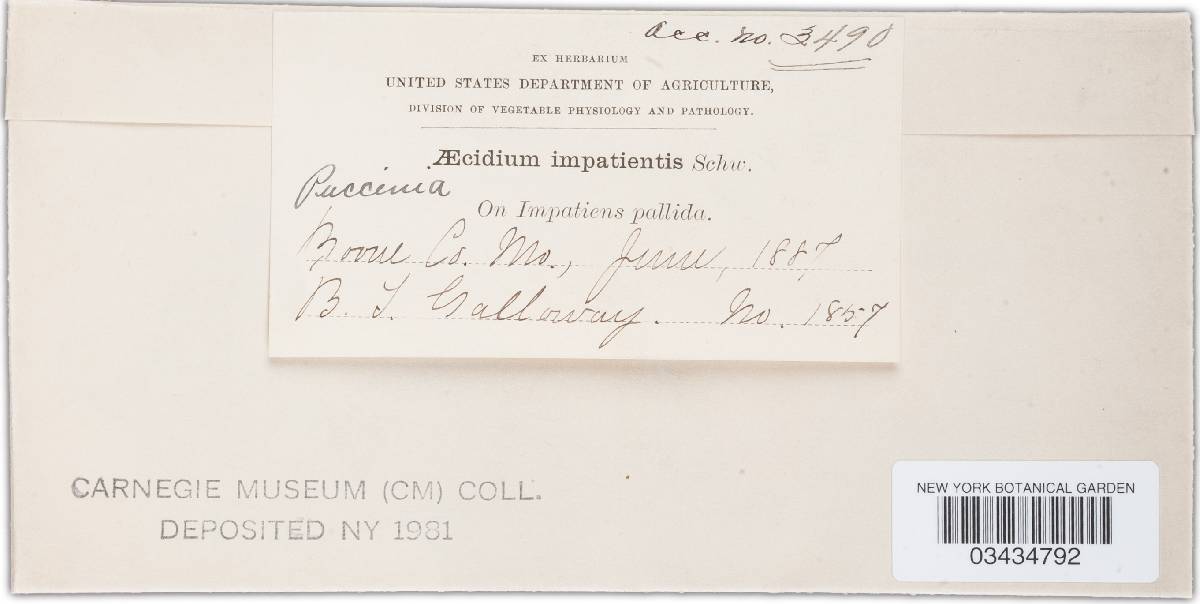 Acc. No. 3490
EX HERBARIUM
UNITED STATES DEPARTMENT OF AGRICULTURE,
DIVISION OF VEGETABLE PHYSIOLOGY AND PATHOLOGY.
Æcidium impatientis Schw.
Puccinia
On Impatiens pallida.
Boone Co. Mo., June, 1887
B. T. Galloway. No. 1857
CARNEGIE MUSEUM (CM) COLL.
DEPOSITED NY 1981
NEW YORK BOTANICAL GARDEN
03434792